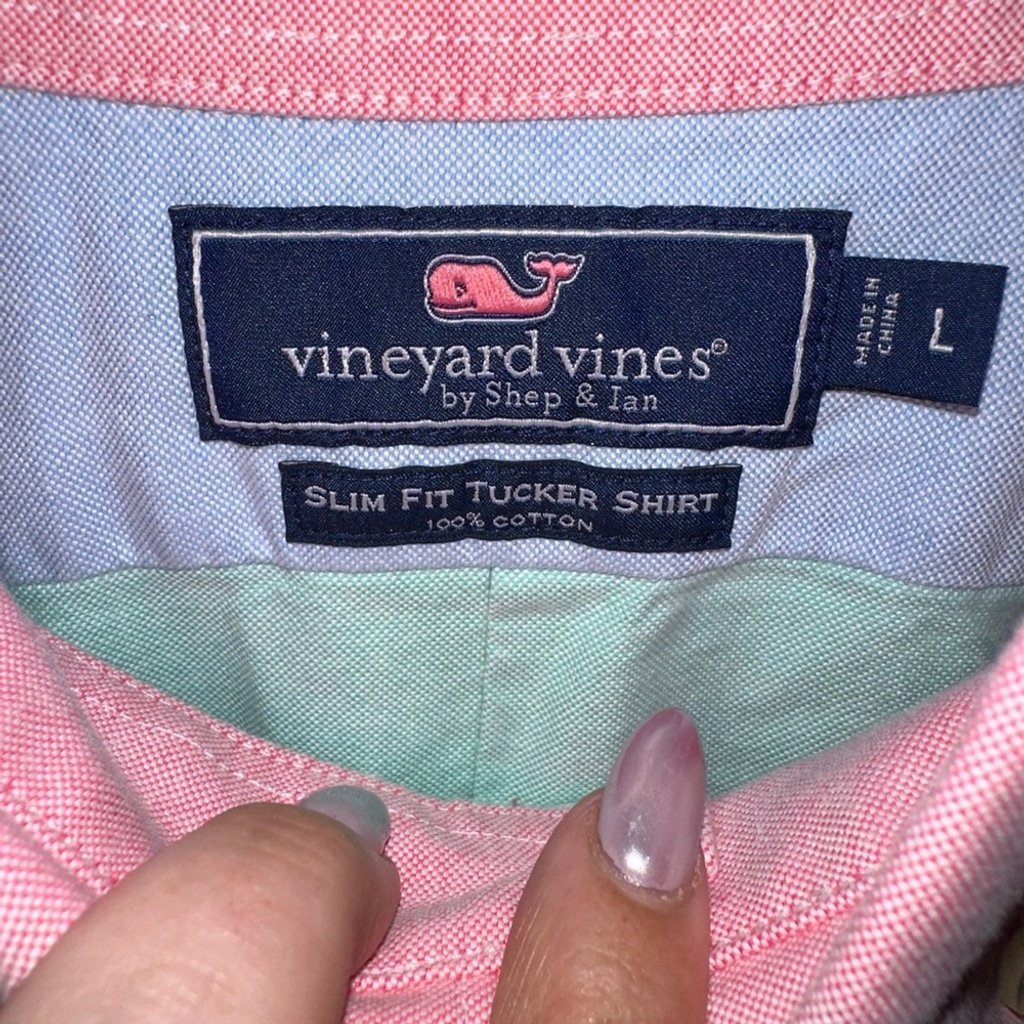 vineyard vines®
by Shep & Ian
MADE IN
CHINA
L
SLIM FIT TUCKER SHIRT
100% COTTON